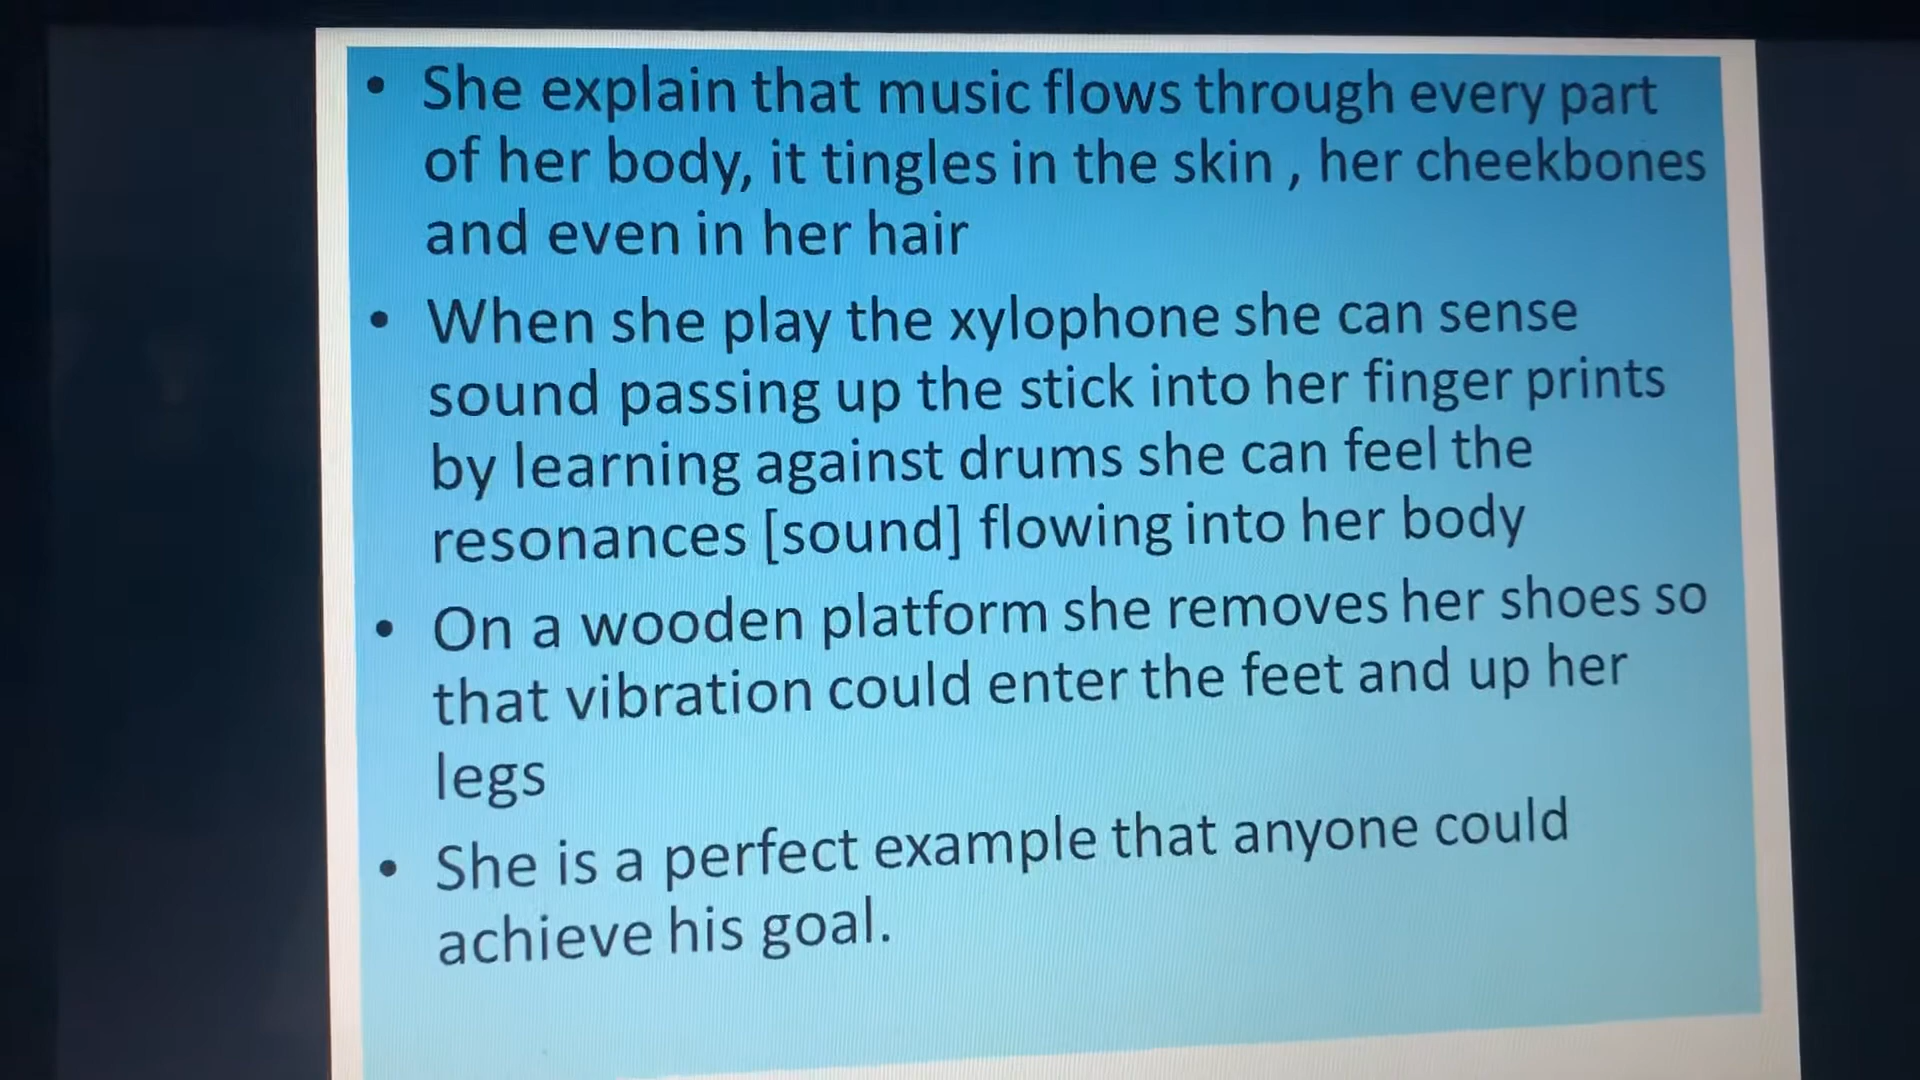 • She explain that music flows through every part
of her body, it tingles in the skin , her cheekbones
and even in her hair
• When she play the xylophone she can sense
sound passing up the stick into her finger prints
by learning against drums she can feel the
resonances [sound] flowing into her body
• On a wooden platform she removes her shoes so
that vibration could enter the feet and up her
legs
• She is a perfect example that anyone could
achieve his goal.